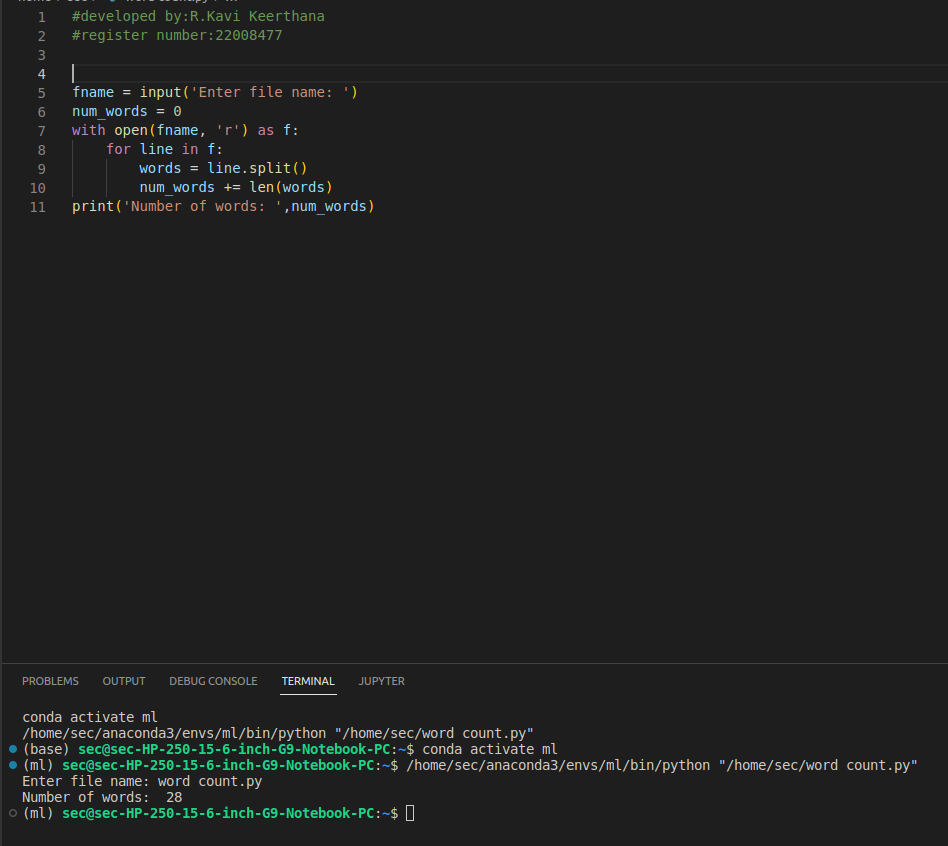 1 #developed by:R.Kavi Keerthana
2 #register number:22008477
3
4
5 fname = input('Enter file name: ')
6 num_words = 0
7 with open(fname, 'r') as f:
8     for line in f:
9         words = line.split()
10         num_words += len(words)
11 print('Number of words: ',num_words)
PROBLEMS OUTPUT DEBUG CONSOLE TERMINAL JUPYTER
conda activate ml
/home/sec/anaconda3/envs/ml/bin/python "/home/sec/word count.py"
(base) sec@sec-HP-250-15-6-inch-G9-Notebook-PC:~$ conda activate ml
(ml) sec@sec-HP-250-15-6-inch-G9-Notebook-PC:~$ /home/sec/anaconda3/envs/ml/bin/python "/home/sec/word count.py"
Enter file name: word count.py
Number of words:  28
(ml) sec@sec-HP-250-15-6-inch-G9-Notebook-PC:~$